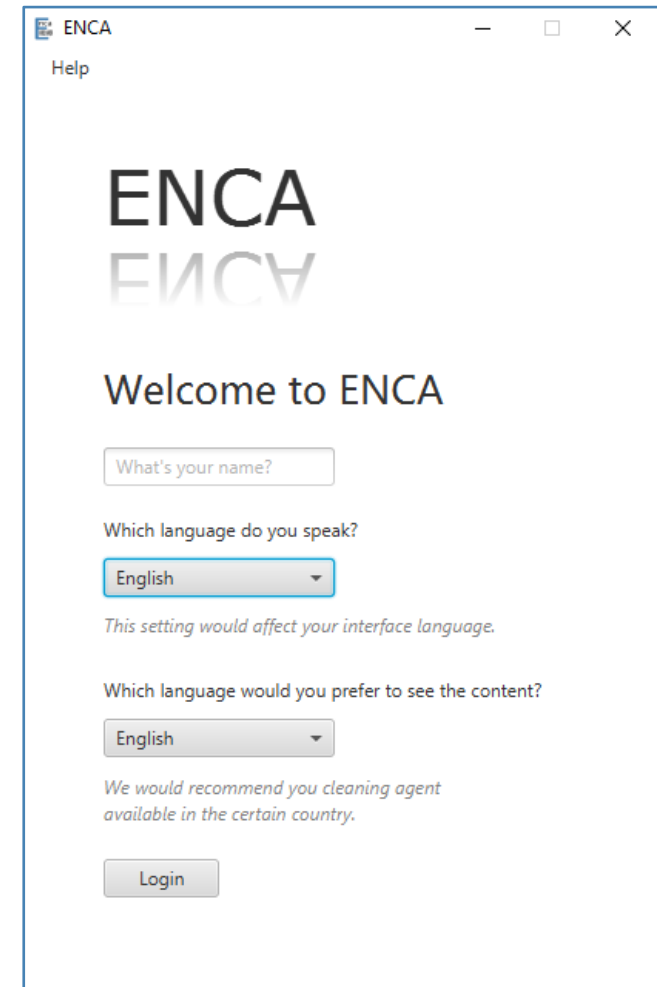 ENCA
Help
ENCA
Welcome to ENCA
What's your name?
Which language do you speak?
English
This setting would affect your interface language.
Which language would you prefer to see the content?
English
We would recommend you cleaning agent
available in the certain country.
Login